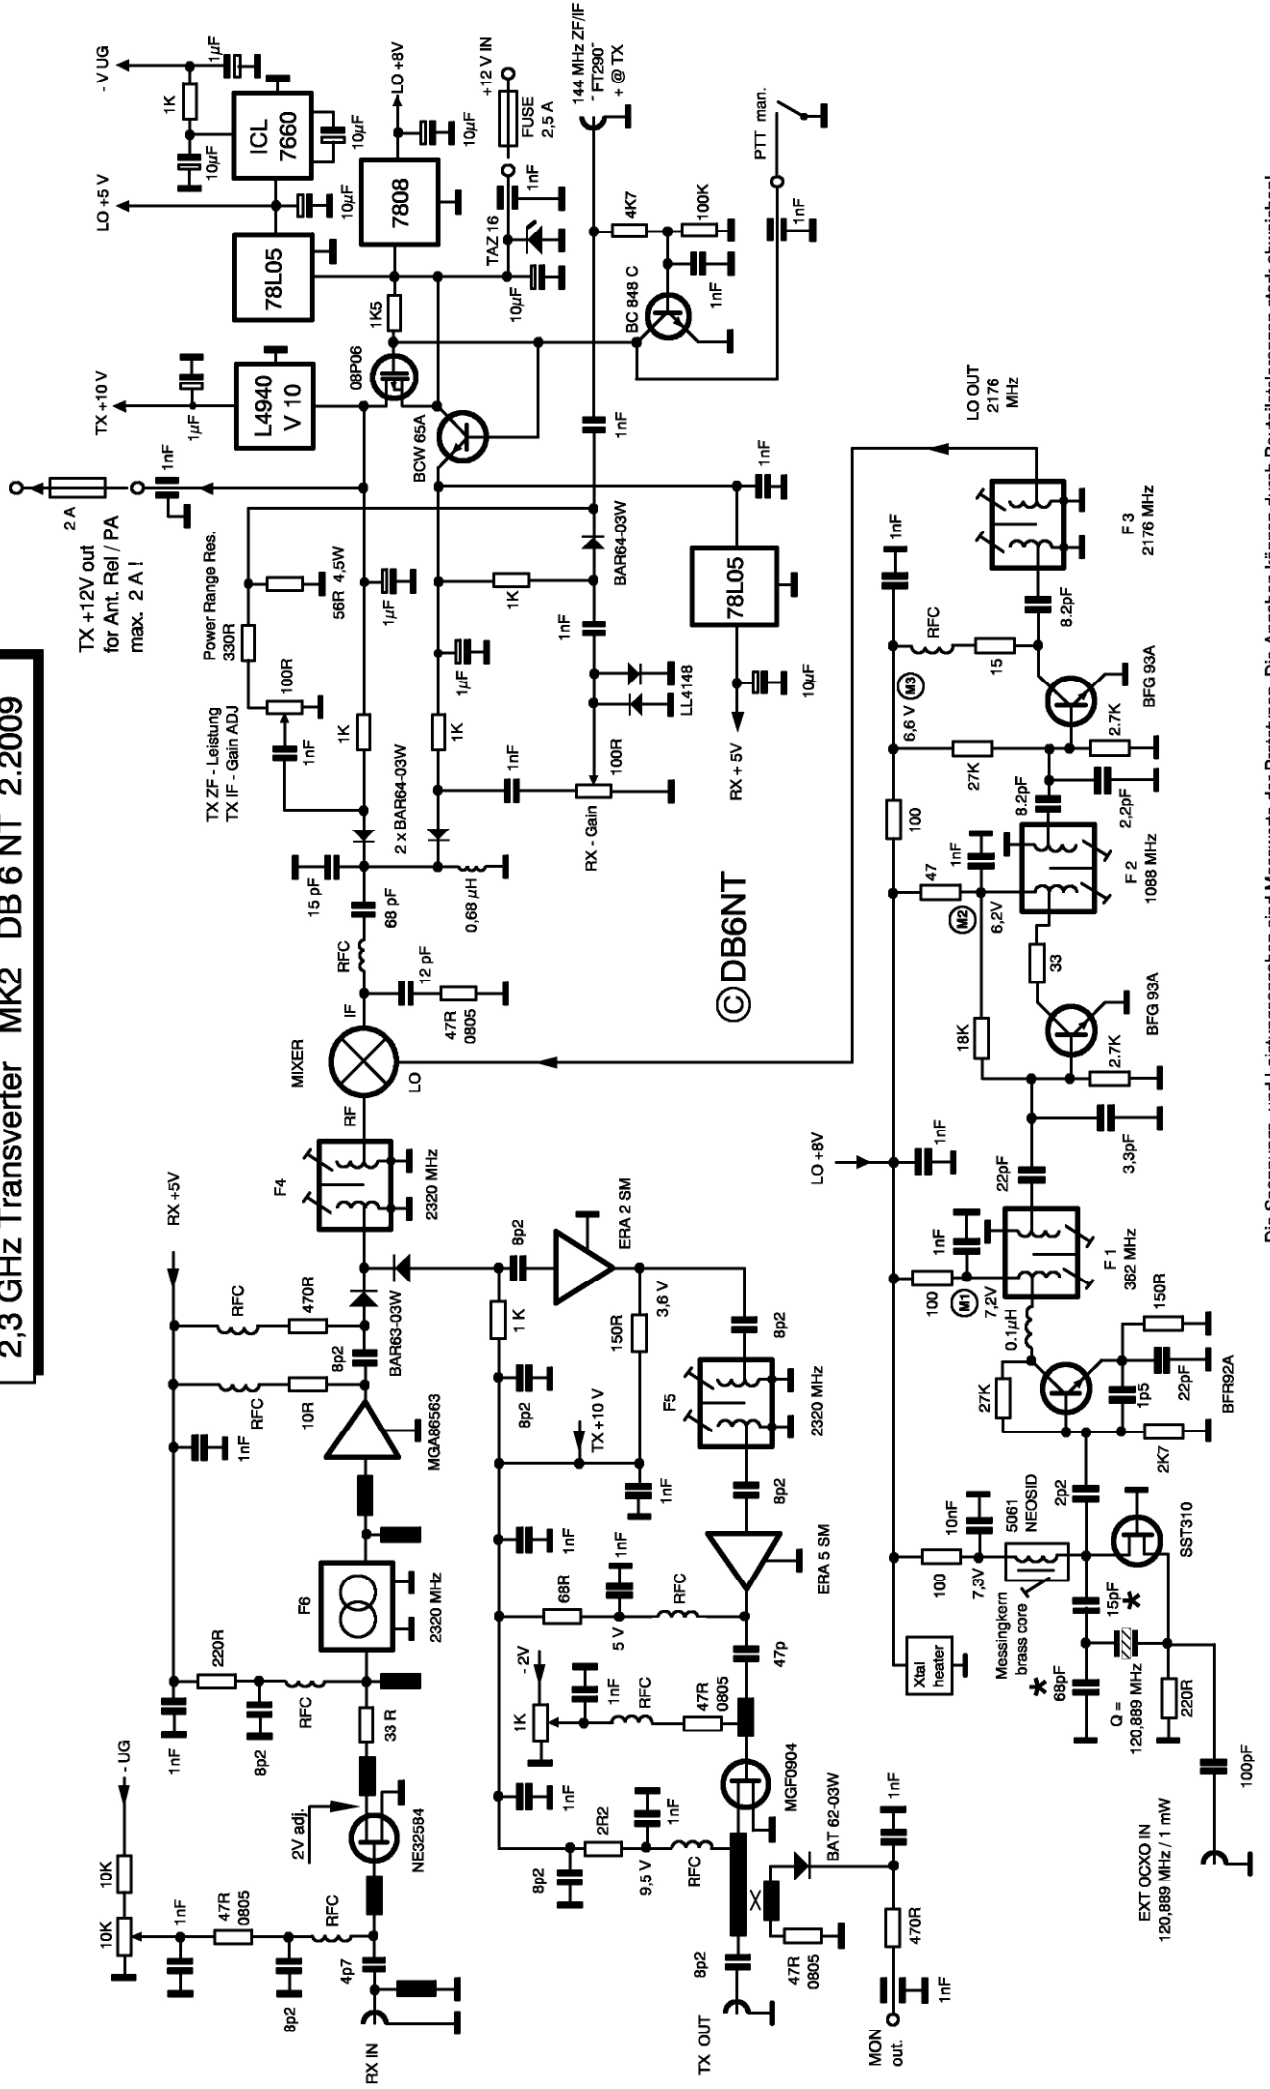 2,3 GHz Transverter MK2 DB 6 NT 2.2009
RX IN
4p7
8p2
10K
10K
- UG
1nF
47R
0805
RFC
NE32584
2V adj.
33 R
1nF
8p2
RFC
220R
F6
2320 MHz
MGA86563
1nF
RFC
10R
8p2
RFC
470R
BAR63-03W
RX +5V
F4
2320 MHz
RF
MIXER
LO
IF
RFC
12 pF
47R
0805
15 pF
68 pF
0,68 µH
2 x BAR64-03W
1K
1K
TX ZF - Leistung
TX IF - Gain ADJ
1nF
100R
Power Range Res.
330R
56R 4,5W
1µF
1µF
1nF
RX - Gain
100R
LL4148
1nF
1K
BAR64-03W
1nF
TX +12V out
for Ant. Rel / PA
max. 2 A !
2 A
1nF
TX +10 V
1µF
L4940
V 10
BCW 65A
08P06
1K5
78L05
LO +5 V
10µF
10µF
ICL
7660
10µF
1K
1µF
- V UG
7808
10µF
LO +8V
+12 V IN
FUSE
2,5 A
1nF
TAZ 16
10µF
144 MHz ZF/IF
- FT290-
+ @ TX
4K7
100K
1nF
BC 848 C
PTT man.
1nF
78L05
1nF
10µF
RX + 5V
© DB6NT
TX OUT
8p2
47R
0805
BAT 62-03W
1nF
470R
1nF
MON
out.
8p2
2R2
9,5 V
1nF
RFC
1nF
MGF0904
1K
- 2V
1nF
RFC
47R
0805
47p
68R
5 V
1nF
RFC
1nF
ERA 5 SM
8p2
F5
2320 MHz
8p2
1nF
TX +10 V
8p2
150R
3,6 V
1 K
8p2
ERA 2 SM
EXT OCXO IN
120,889 MHz / 1 mW
100pF
220R
Q =
120,889 MHz
68pF
*
15pF
*
SST310
Xtal
heater
Messingkern
brass core
5061
NEOSID
100
7,3V
10nF
2p2
2K7
27K
1p5
22pF
150R
BFR92A
0.1µH
100
M1
7,2V
1nF
F 1
362 MHz
22pF
3,3pF
LO +8V
1nF
18K
2.7K
BFG 93A
33
47
M2
6,2V
1nF
F 2
1088 MHz
8.2pF
2,2pF
100
27K
2.7K
BFG 93A
6,6 V
M3
RFC
15
1nF
8.2pF
F 3
2176 MHz
LO OUT
2176
MHz